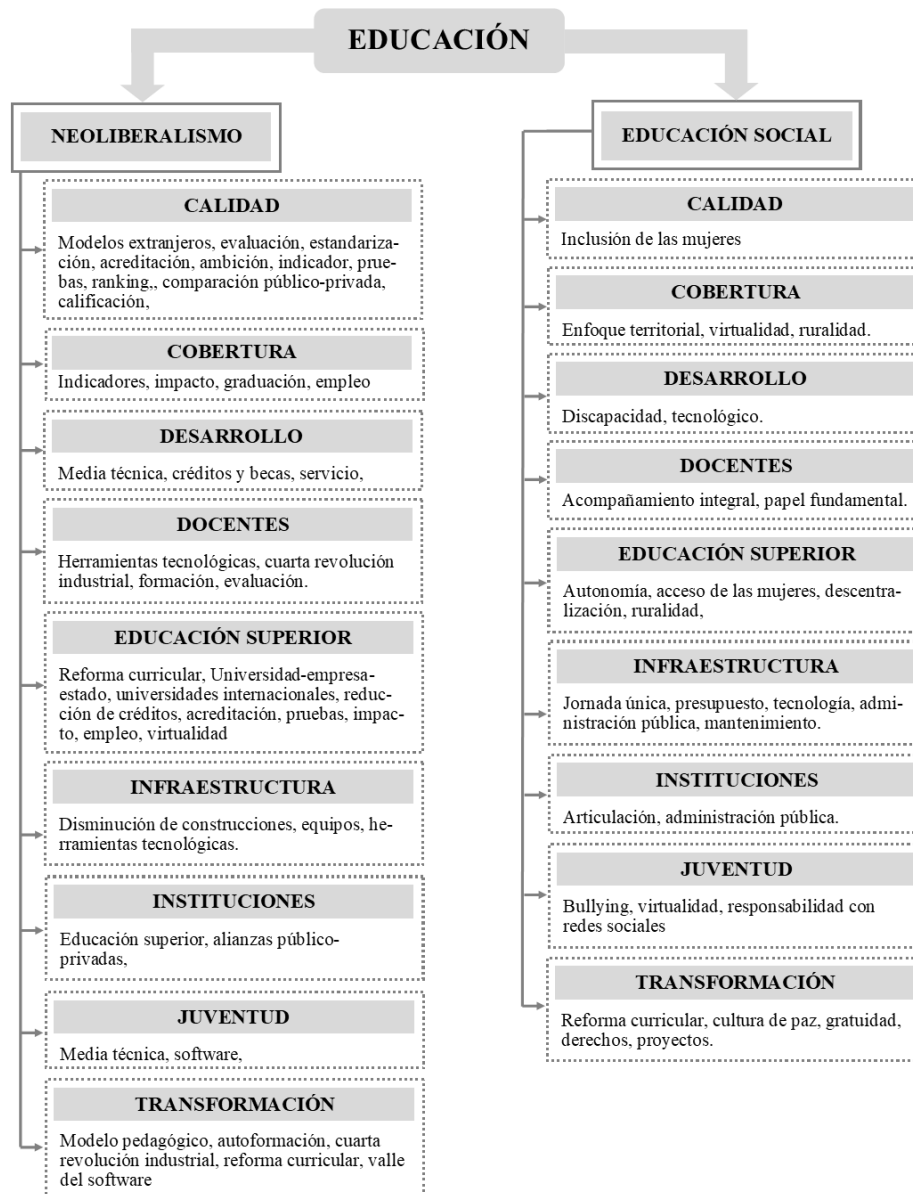 EDUCACIÓN
NEOLIBERALISMO
CALIDAD
Modelos extranjeros, evaluación, estandariza-
ción, acreditación, ambición, indicador, prue-
bas, ranking,, comparación público-privada,
calificación,
COBERTURA
Indicadores, impacto, graduación, empleo
DESARROLLO
Media técnica, créditos y becas, servicio,
DOCENTES
Herramientas tecnológicas, cuarta revolución
industrial, formación, evaluación.
EDUCACIÓN SUPERIOR
Reforma curricular, Universidad-empresa-
estado, universidades internacionales, reduc-
ción de créditos, acreditación, pruebas, impac-
to, empleo, virtualidad
INFRAESTRUCTURA
Disminución de construcciones, equipos, he-
rramientas tecnológicas.
INSTITUCIONES
Educación superior, alianzas público-
privadas,
JUVENTUD
Media técnica, software,
TRANSFORMACIÓN
Modelo pedagógico, autoformación, cuarta
revolución industrial, reforma curricular, valle
del software
EDUCACIÓN SOCIAL
CALIDAD
Inclusión de las mujeres
COBERTURA
Enfoque territorial, virtualidad, ruralidad.
DESARROLLO
Discapacidad, tecnológico.
DOCENTES
Acompañamiento integral, papel fundamental.
EDUCACIÓN SUPERIOR
Autonomía, acceso de las mujeres, descentra-
lización, ruralidad,
INFRAESTRUCTURA
Jornada única, presupuesto, tecnología, admi-
nistración pública, mantenimiento.
INSTITUCIONES
Articulación, administración pública.
JUVENTUD
Bullying, virtualidad, responsabilidad con
redes sociales
TRANSFORMACIÓN
Reforma curricular, cultura de paz, gratuidad,
derechos, proyectos.